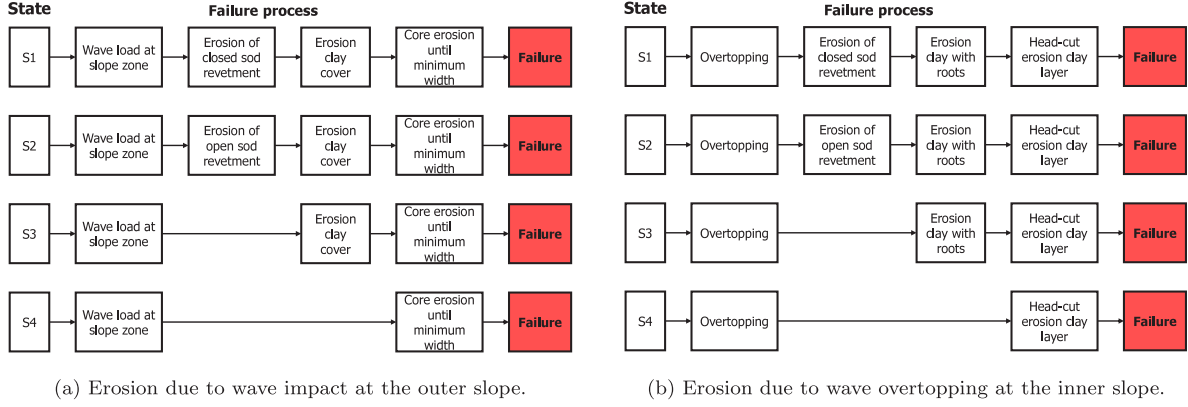 State
Failure process
S1
Wave load at
slope zone
Erosion of
closed sod
revetment
Erosion
clay
cover
Core erosion
until
minimum
width
Failure
S2
Wave load at
slope zone
Erosion of
open sod
revetment
Erosion
clay
cover
Core erosion
until
minimum
width
Failure
S3
Wave load at
slope zone
Erosion
clay
cover
Core erosion
until
minimum
width
Failure
S4
Wave load at
slope zone
Core erosion
until
minimum
width
Failure
(a) Erosion due to wave impact at the outer slope.
State
Failure process
S1
Overtopping
Erosion of
closed sod
revetment
Erosion
clay with
roots
Head-cut
erosion clay
layer
Failure
S2
Overtopping
Erosion of
open sod
revetment
Erosion
clay with
roots
Head-cut
erosion clay
layer
Failure
S3
Overtopping
Erosion
clay with
roots
Head-cut
erosion clay
layer
Failure
S4
Overtopping
Head-cut
erosion clay
layer
Failure
(b) Erosion due to wave overtopping at the inner slope.